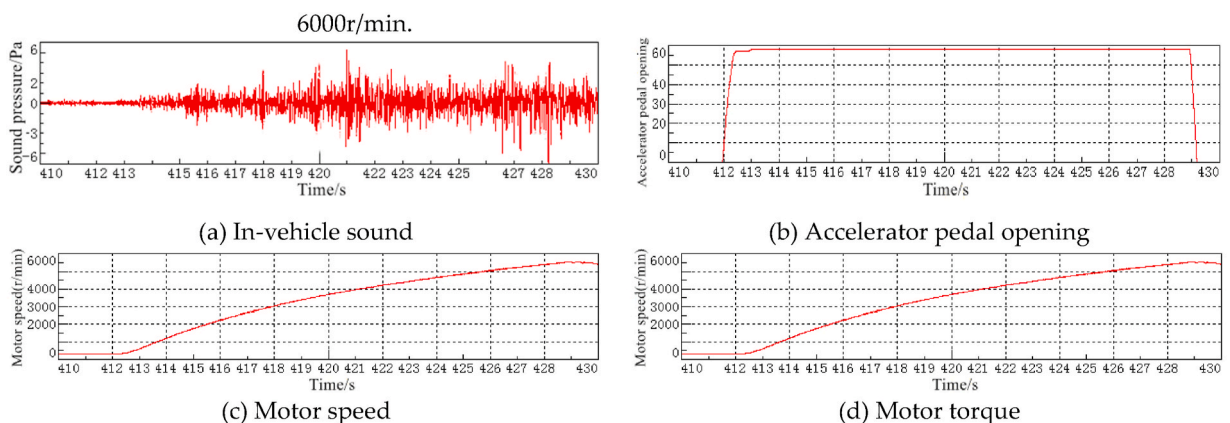 6000r/min.
Sound pressure/Pa
6
2
0
−3
−6
410 412 413 415 416 417 418 419 420 422 423 424 425 427 428 430
Time/s
(a) In-vehicle sound
Accelerator pedal opening
60
40
30
20
0
410 412 413 414 415 416 417 418 419 420 421 422 423 424 425 426 427 428 430
Time/s
(b) Accelerator pedal opening
Motor speed(r/min)
6000
4000
3000
2000
0
410 412 413 414 415 416 417 418 419 420 421 422 423 424 425 426 427 428 430
Time/s
(c) Motor speed
Motor speed(r/min)
6000
4000
3000
2000
0
410 412 413 414 415 416 417 418 419 420 421 422 423 424 425 426 427 428 430
Time/s
(d) Motor torque